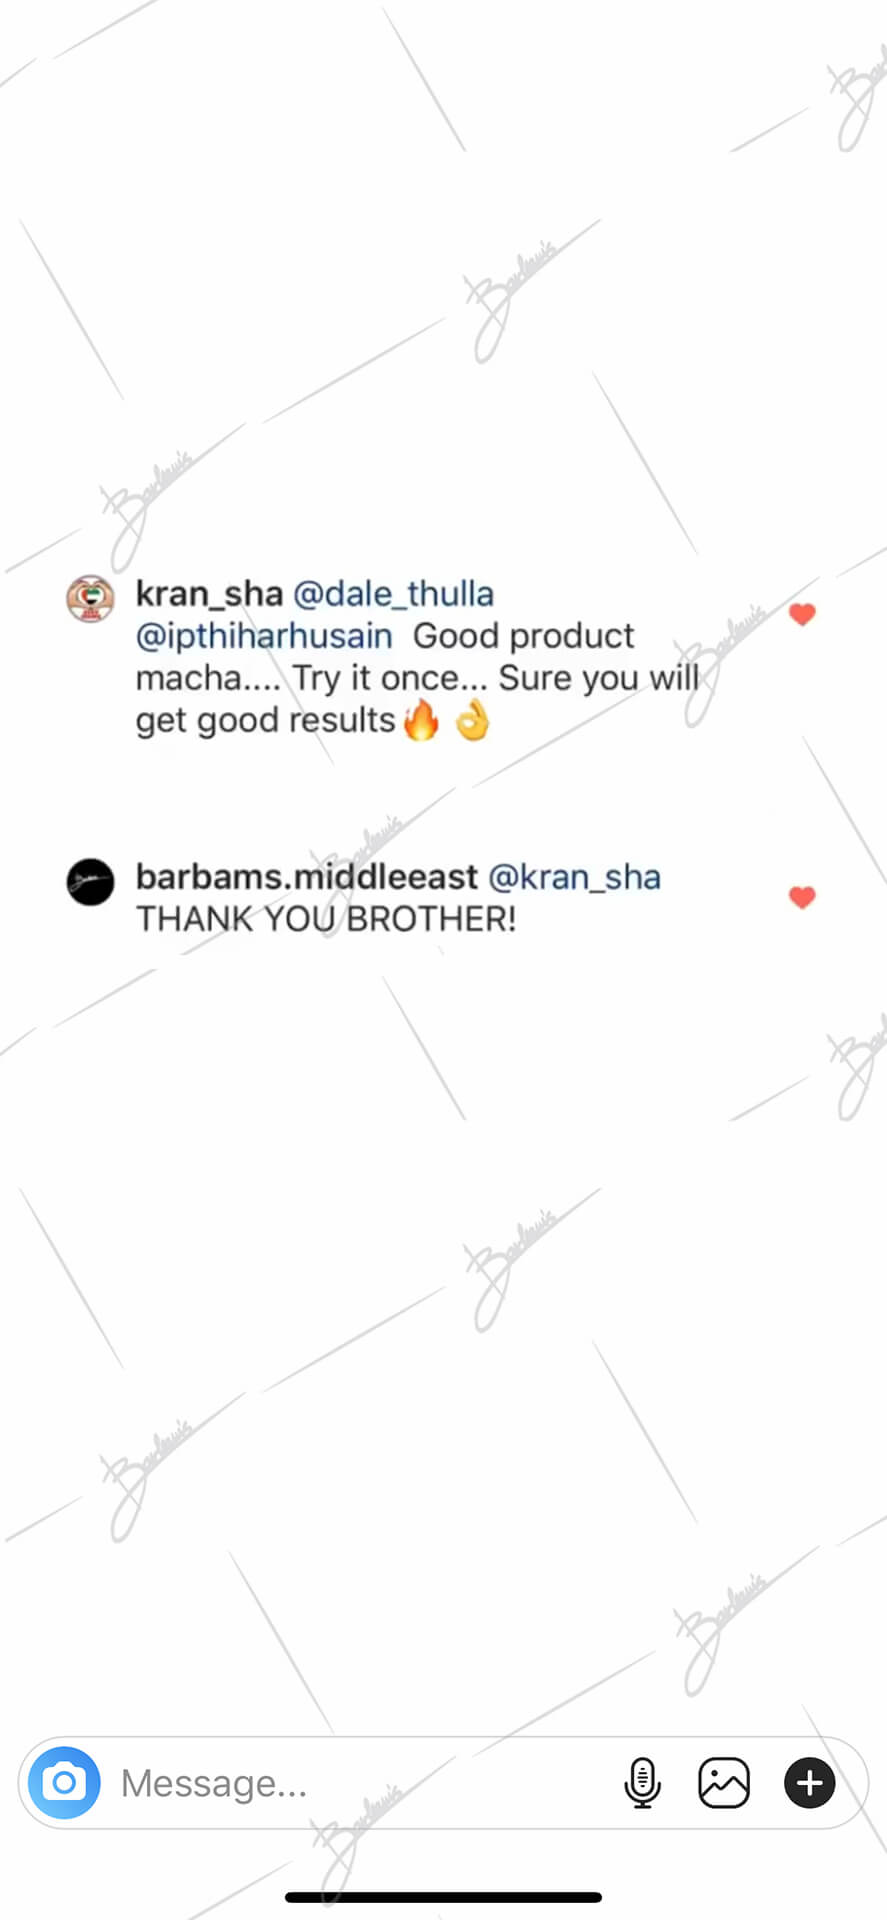 kran_sha @dale_thulla
@ipthiharhusain Good product
macha.... Try it once... Sure you will
get good results🔥👌
barbams.middleeast @kran_sha
THANK YOU BROTHER!
Message...